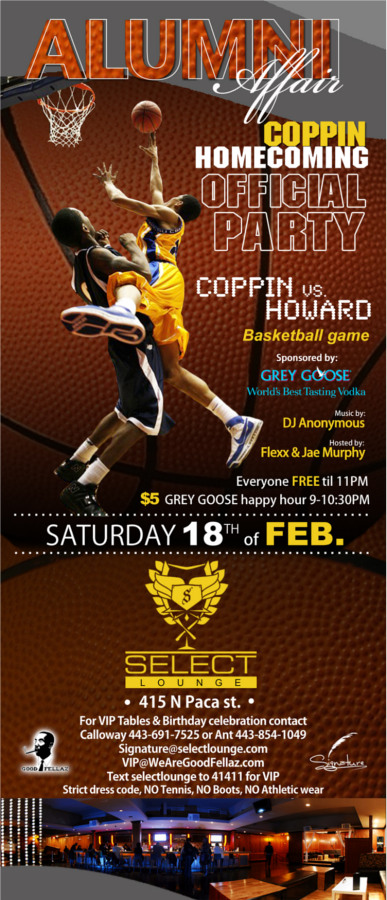 ALUMNI
Affair
COPPIN
HOMECOMING
OFFICIAL
PARTY
COPPIN vs.
HOWARD
Basketball game
Sponsored by:
GREY GOOSE
World's Best Tasting Vodka
Music by:
DJ Anonymous
Hosted by:
Flexx & Jae Murphy
Everyone FREE til 11PM
$5 GREY GOOSE happy hour 9-10:30PM
SATURDAY 18TH of FEB.
S
SELECT
LOUNGE
• 415 N Paca st. •
For VIP Tables & Birthday celebration contact
Calloway 443-691-7525 or Ant 443-854-1049
Signature@selectlounge.com
VIP@WeAreGoodFellaz.com
Text selectlounge to 41411 for VIP
Strict dress code, NO Tennis, NO Boots, NO Athletic wear
GOOD FELLAZ
Signature